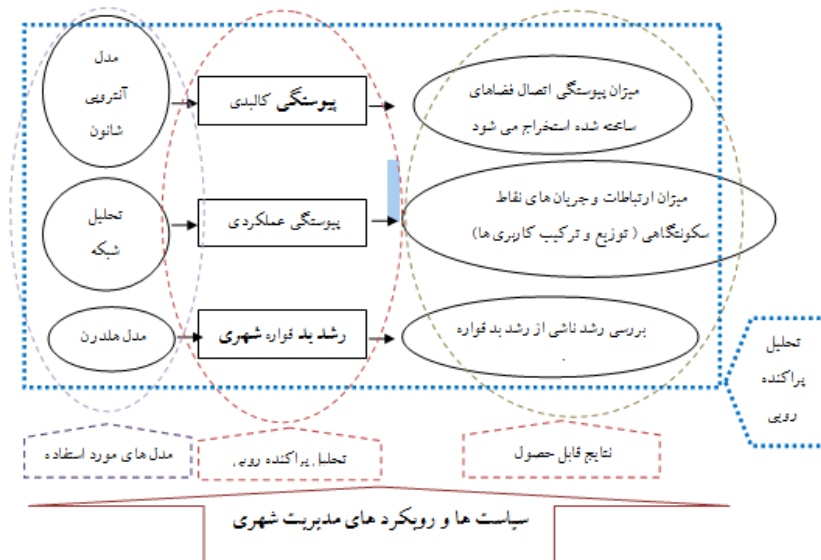 مدل
آنتروپی
شانون
پیوستگی کالبدی
میزان پیوستگی اتصال فضاهای
ساخته شده استخراج می شود
تحلیل
شبکه
پیوستگی عملکردی
میزان ارتباطات و جریان های نقاط
سکونتگاهی ( توزیع و ترکیب کاربری ها)
مدل هلدرن
رشد بد قواره شهری
بررسی رشد ناشی از رشد بد قواره
.
تحلیل
پراکنده
رویی
مدل های مورد استفاده
تحلیل پراکنده رویی
نتایج قابل حصول
سیاست ها و رویکرد های مدیریت شهری